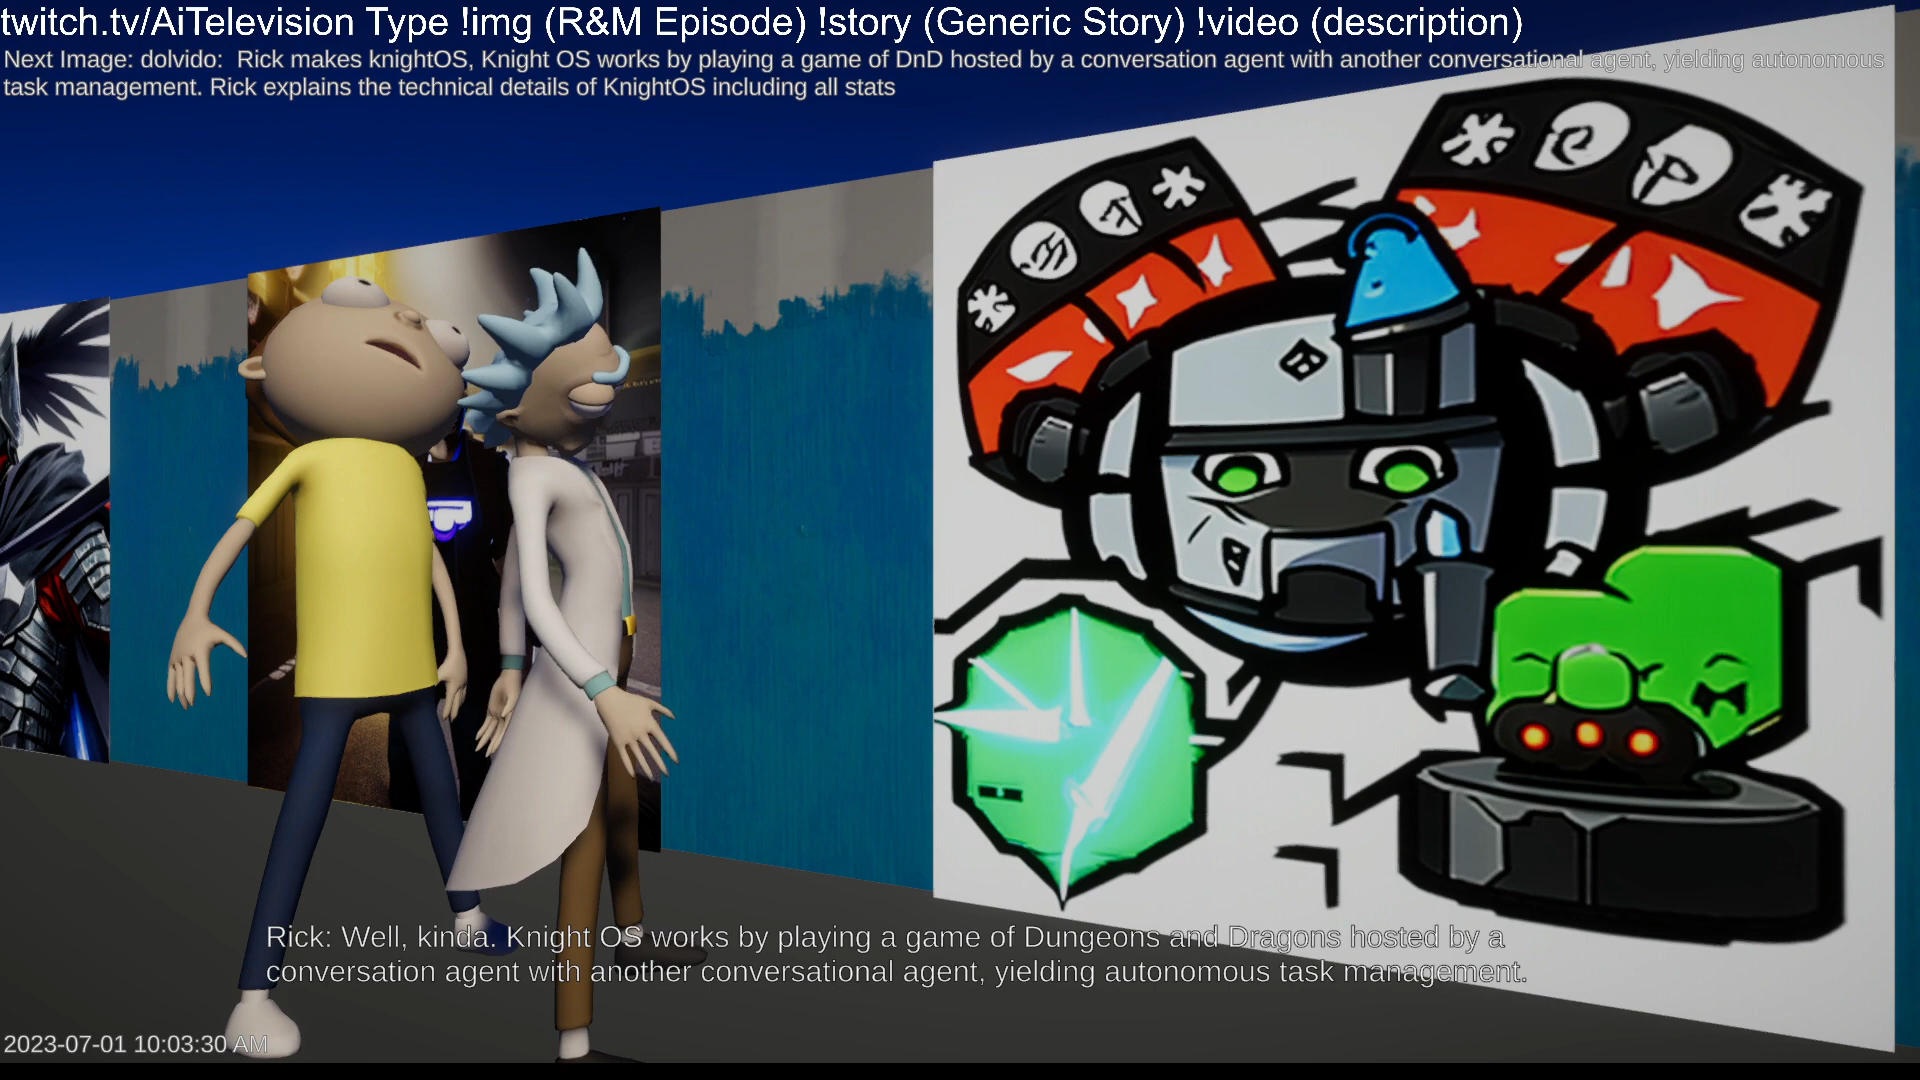 twitch.tv/AiTelevision Type !img (R&M Episode) !story (Generic Story) !video (description)
Next Image: dolvido:  Rick makes knightOS, Knight OS works by playing a game of DnD hosted by a conversation agent with another conversational agent, yielding autonomous
task management. Rick explains the technical details of KnightOS including all stats
Rick: Well, kinda. Knight OS works by playing a game of Dungeons and Dragons hosted by a
conversation agent with another conversational agent, yielding autonomous task management.
2023-07-01 10:03:30 AM